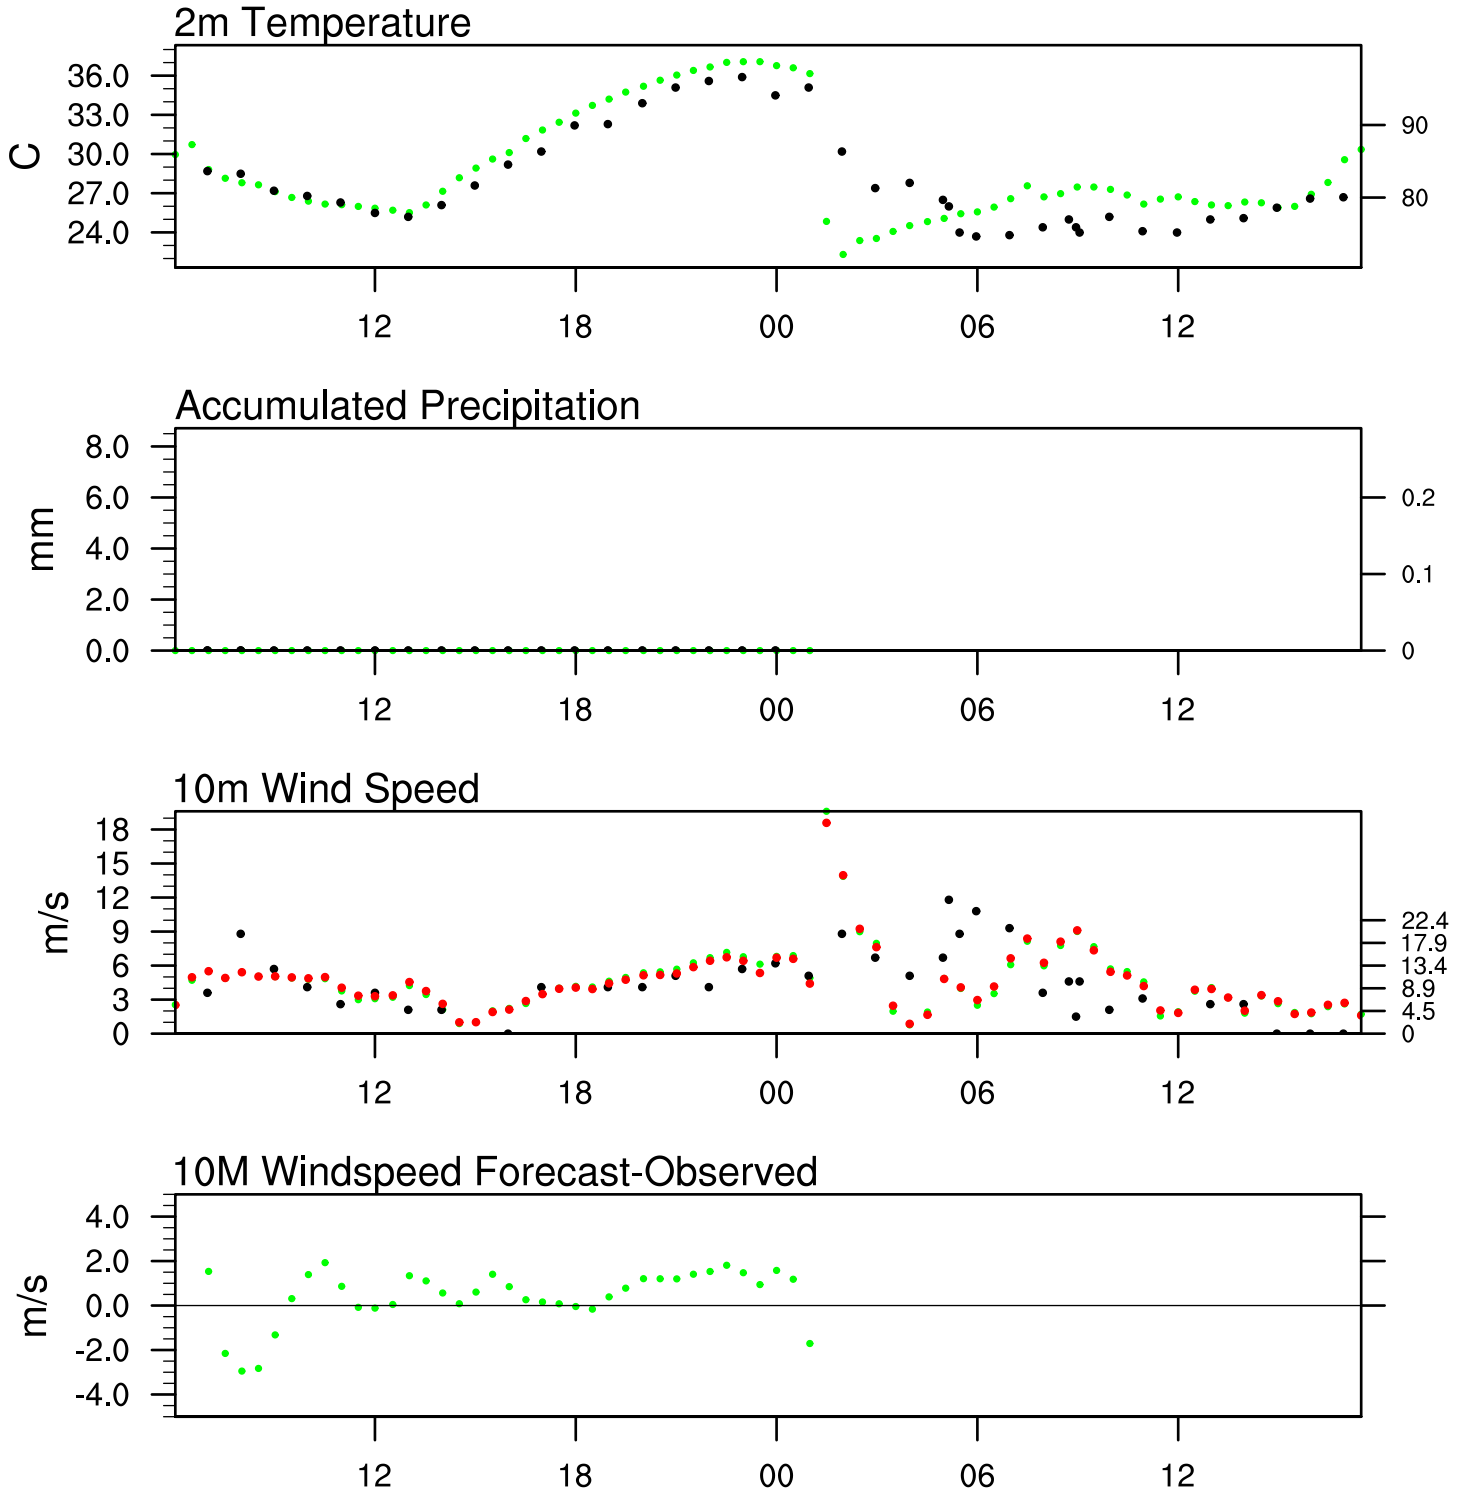 2m Temperature
C
36.0
33.0
30.0
27.0
24.0
90
80
12 18 00 06 12
Accumulated Precipitation
mm
8.0
6.0
4.0
2.0
0.0
0.2
0.1
0
12 18 00 06 12
10m Wind Speed
m/s
18
15
12
9
6
3
0
22.4
17.9
13.4
8.9
4.5
0
12 18 00 06 12
10M Windspeed Forecast-Observed
m/s
4.0
2.0
0.0
-2.0
-4.0
12 18 00 06 12